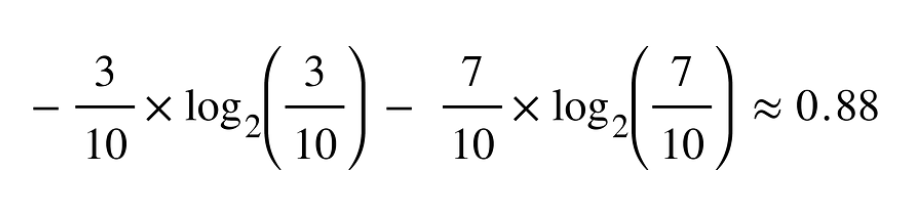 − 3/10 × log₂(3/10) − 7/10 × log₂(7/10) ≈ 0.88